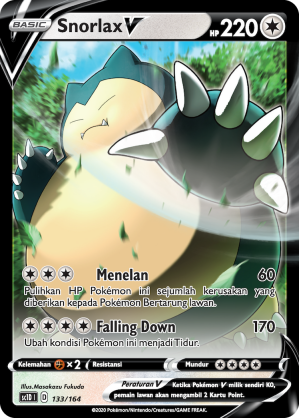 BASIC Snorlax V HP 220
Menelan 60
Pulihkan HP Pokémon ini sejumlah kerusakan yang
diberikan kepada Pokémon Bertarung lawan.
Falling Down 170
Ubah kondisi Pokémon ini menjadi Tidur.
Kelemahan ×2 Resistansi Mundur
Illus. Masakazu Fukuda
sc1D I D 133/164
Peraturan V Ketika Pokémon V milik sendiri KO,
pemain lawan akan mengambil 2 Kartu Point.
©2020 Pokémon/Nintendo/Creatures/GAME FREAK.